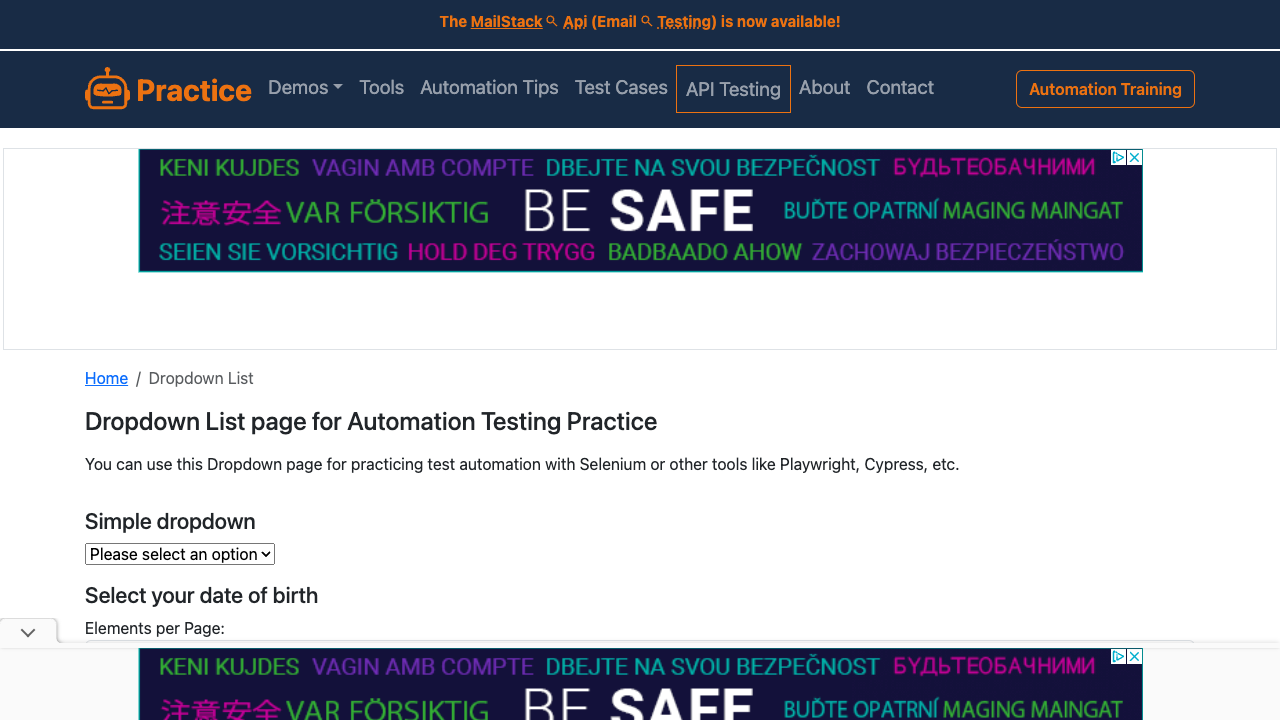 The MailStack Api (Email Testing) is now available!
Practice Demos Tools Automation Tips Test Cases API Testing About Contact Automation Training
KENI KUJDES VAGIN AMB COMPTE DBEJTE NA SVOU BEZPEČNOST БУДЬТЕОБАЧНИМИ
注意安全 VAR FÖRSIKTIG BE SAFE BUĎTE OPATRNÍ MAGING MAINGAT
SEIEN SIE VORSICHTIG HOLD DEG TRYGG BADBAADO AHOW ZACHOWAJ BEZPIECZEŃSTWO
Home / Dropdown List
Dropdown List page for Automation Testing Practice
You can use this Dropdown page for practicing test automation with Selenium or other tools like Playwright, Cypress, etc.
Simple dropdown
Please select an option
Select your date of birth
Elements per Page:
KENI KUJDES VAGIN AMB COMPTE DBEJTE NA SVOU BEZPEČNOST БУДЬТЕОБАЧНИМИ
注意安全 VAR FÖRSIKTIG BE SAFE BUĎTE OPATRNÍ MAGING MAINGAT